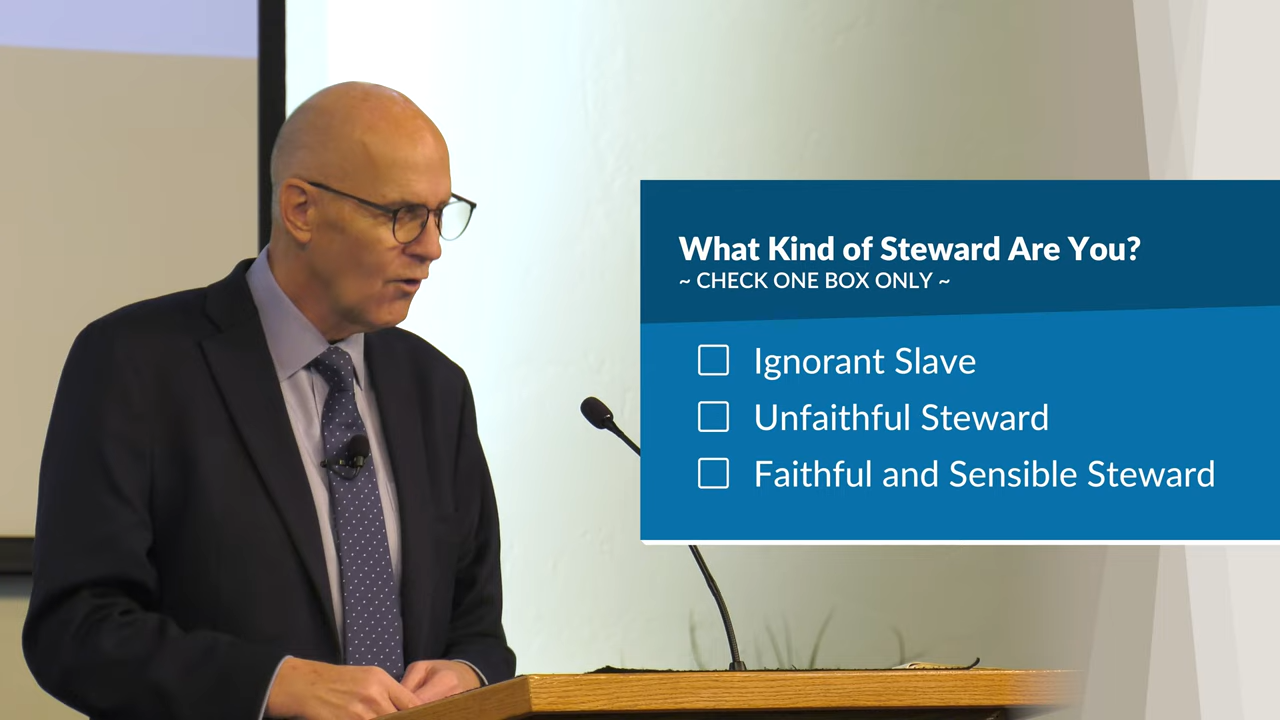 What Kind of Steward Are You?
~ CHECK ONE BOX ONLY ~
Ignorant Slave
Unfaithful Steward
Faithful and Sensible Steward